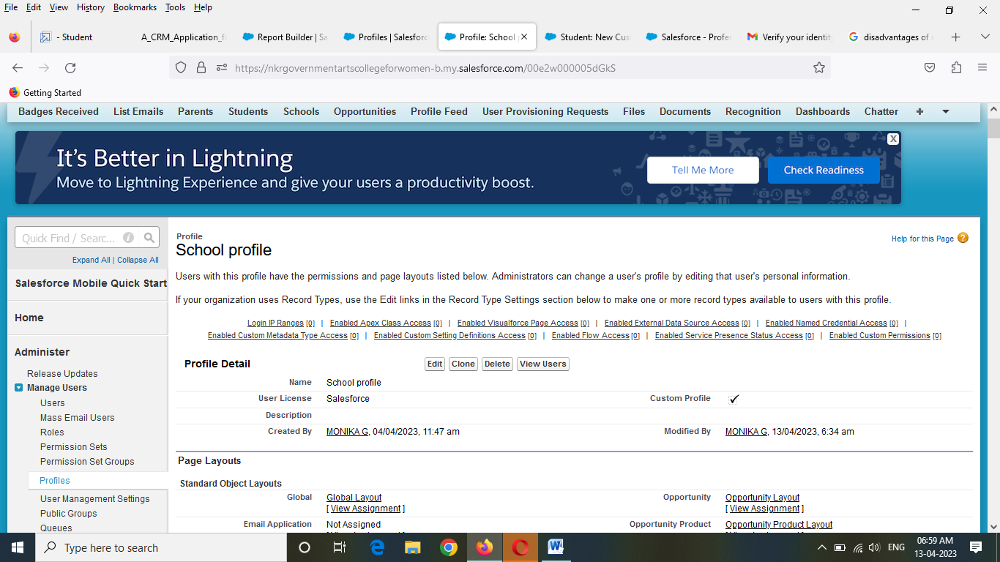 File Edit View History Bookmarks Tools Help
- Student
A_CRM_Application_f
Report Builder | Sa
Profiles | Salesforc
Profile: School
Student: New Cus
Salesforce - Profes
Verify your identit
disadvantages of s
https://nkrgovernmentartscollegeforwomen-b.my.salesforce.com/00e2w000005dGkS
Getting Started
Badges Received List Emails Parents Students Schools Opportunities Profile Feed User Provisioning Requests Files Documents Recognition Dashboards Chatter +
It's Better in Lightning
Move to Lightning Experience and give your users a productivity boost.
Tell Me More
Check Readiness
X
Quick Find / Searc...
Expand All | Collapse All
Salesforce Mobile Quick Start
Home
Administer
Release Updates
Manage Users
Users
Mass Email Users
Roles
Permission Sets
Permission Set Groups
Profiles
User Management Settings
Public Groups
Queues
Profile
School profile
Help for this Page ?
Users with this profile have the permissions and page layouts listed below. Administrators can change a user's profile by editing that user's personal information.
If your organization uses Record Types, use the Edit links in the Record Type Settings section below to make one or more record types available to users with this profile.
Login IP Ranges [0] | Enabled Apex Class Access [0] | Enabled Visualforce Page Access [0] | Enabled External Data Source Access [0] | Enabled Named Credential Access [0] |
Enabled Custom Metadata Type Access [0] | Enabled Custom Setting Definitions Access [0] | Enabled Flow Access [0] | Enabled Service Presence Status Access [0] | Enabled Custom Permissions [0]
Profile Detail Edit Clone Delete View Users
Name School profile
User License Salesforce Custom Profile ✓
Description
Created By MONIKA G, 04/04/2023, 11:47 am Modified By MONIKA G, 13/04/2023, 6:34 am
Page Layouts
Standard Object Layouts
Global Global Layout Opportunity Opportunity Layout
[ View Assignment ] [ View Assignment ]
Email Application Not Assigned Opportunity Product Opportunity Product Layout
Type here to search
ENG
06:59 AM
13-04-2023